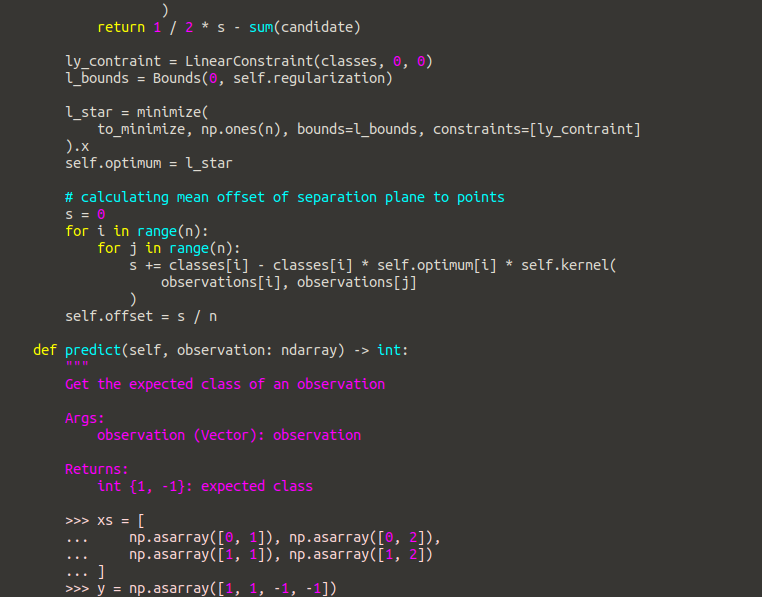 )
    return 1 / 2 * s - sum(candidate)

ly_contraint = LinearConstraint(classes, 0, 0)
l_bounds = Bounds(0, self.regularization)

l_star = minimize(
    to_minimize, np.ones(n), bounds=l_bounds, constraints=[ly_contraint]
).x
self.optimum = l_star

# calculating mean offset of separation plane to points
s = 0
for i in range(n):
    for j in range(n):
        s += classes[i] - classes[i] * self.optimum[i] * self.kernel(
            observations[i], observations[j]
        )
self.offset = s / n

def predict(self, observation: ndarray) -> int:
    """
    Get the expected class of an observation

    Args:
        observation (Vector): observation

    Returns:
        int {1, -1}: expected class

    >>> xs = [
    ...     np.asarray([0, 1]), np.asarray([0, 2]),
    ...     np.asarray([1, 1]), np.asarray([1, 2])
    ... ]
    >>> y = np.asarray([1, 1, -1, -1])